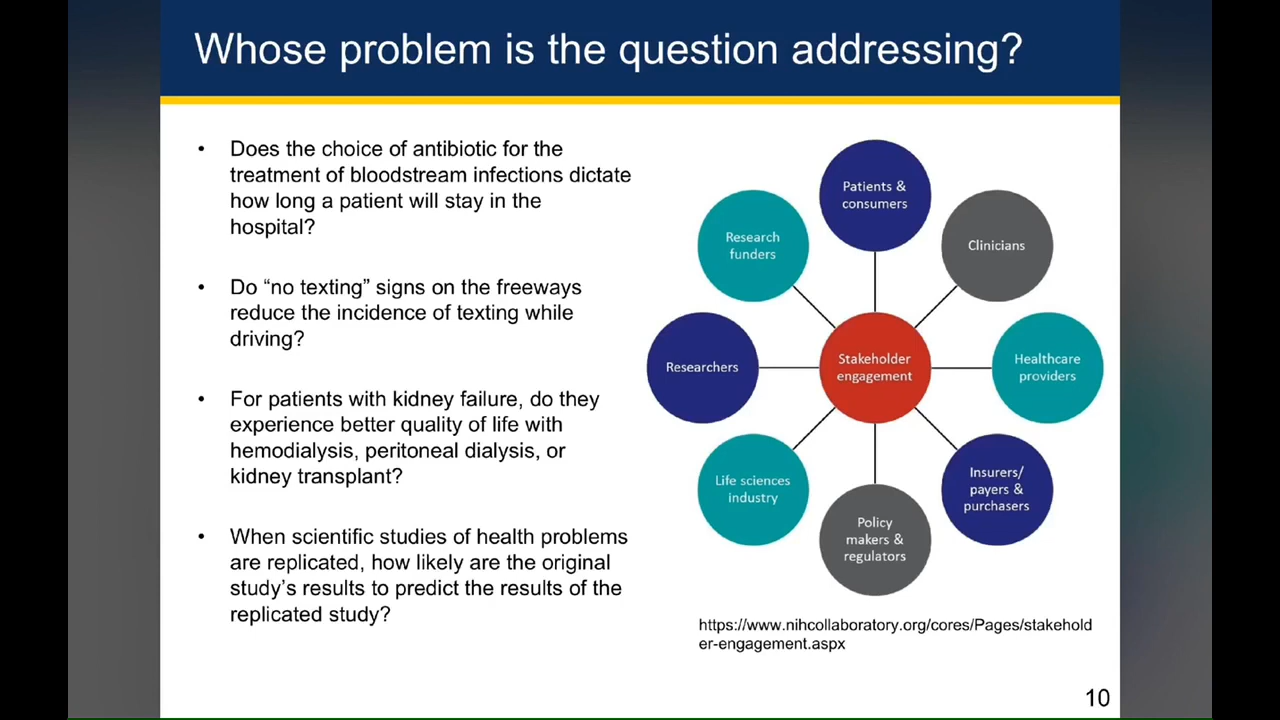 Whose problem is the question addressing?
• Does the choice of antibiotic for the
treatment of bloodstream infections dictate
how long a patient will stay in the
hospital?
• Do “no texting” signs on the freeways
reduce the incidence of texting while
driving?
• For patients with kidney failure, do they
experience better quality of life with
hemodialysis, peritoneal dialysis, or
kidney transplant?
• When scientific studies of health problems
are replicated, how likely are the original
study’s results to predict the results of the
replicated study?
Patients &
consumers
Clinicians
Healthcare
providers
Insurers/
payers &
purchasers
Policy
makers &
regulators
Life sciences
industry
Researchers
Research
funders
Stakeholder
engagement
https://www.nihcollaboratory.org/cores/Pages/stakehold
er-engagement.aspx
10